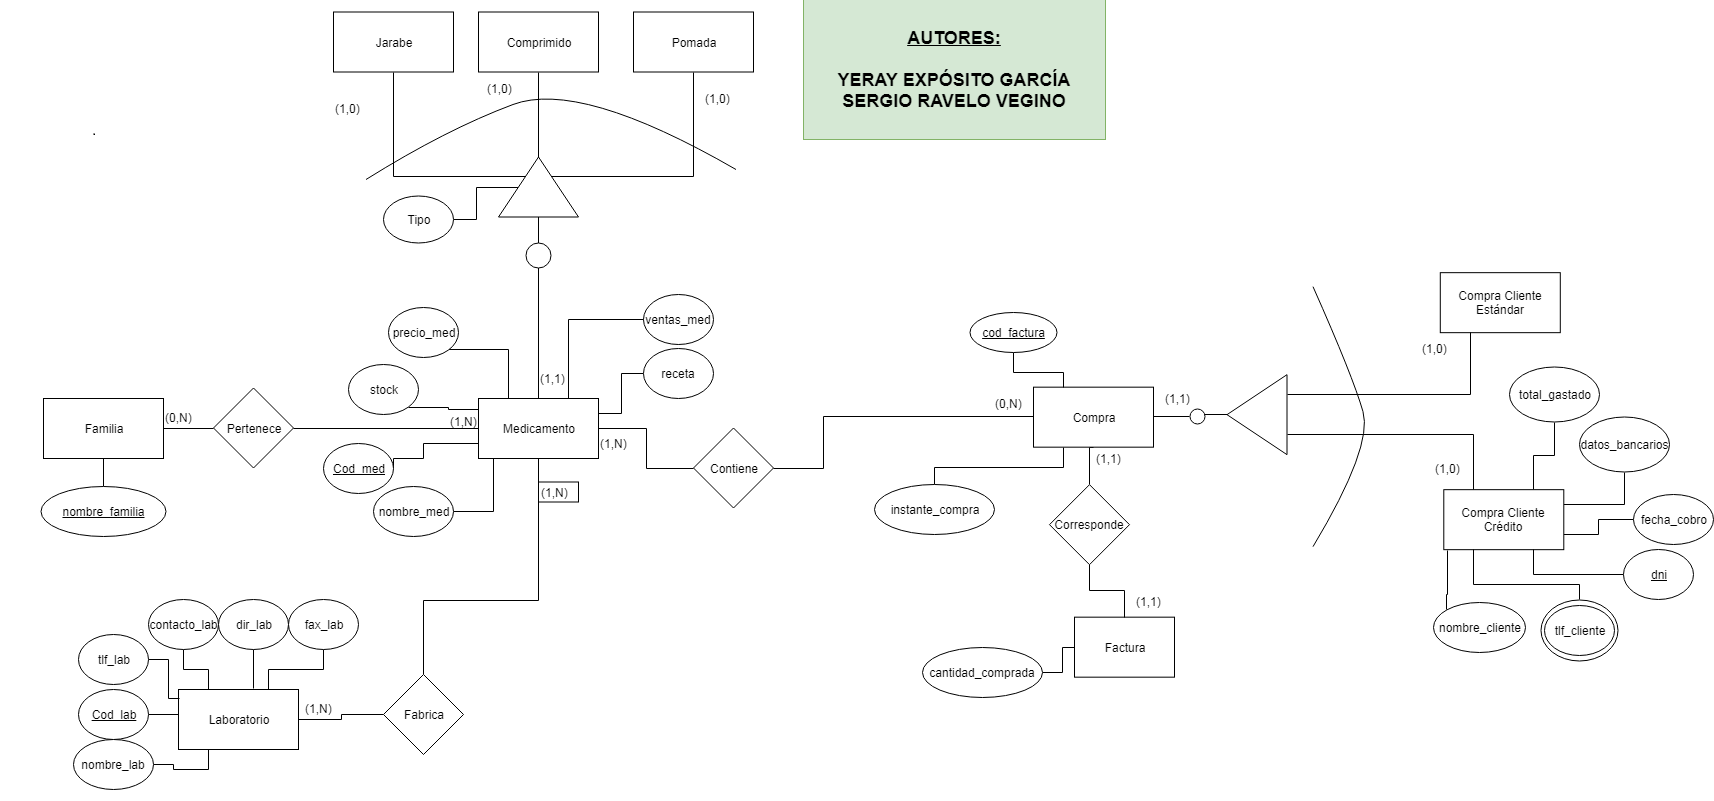 Jarabe
Comprimido
Pomada
AUTORES:
YERAY EXPÓSITO GARCÍA
SERGIO RAVELO VEGINO
(1,0)
(1,0)
(1,0)
Tipo
precio_med
ventas_med
stock
receta
(1,1)
Familia
(0,N)
Pertenece
(1,N)
Medicamento
(1,N)
Cod_med
nombre_familia
nombre_med
(1,N)
Contiene
(0,N)
cod_factura
Compra
(1,1)
instante_compra
(1,1)
Corresponde
(1,1)
Factura
cantidad_comprada
Compra Cliente
Estándar
(1,0)
total_gastado
datos_bancarios
(1,0)
Compra Cliente
Crédito
fecha_cobro
dni
nombre_cliente
tlf_cliente
contacto_lab
dir_lab
fax_lab
tlf_lab
Cod_lab
nombre_lab
Laboratorio
(1,N)
Fabrica